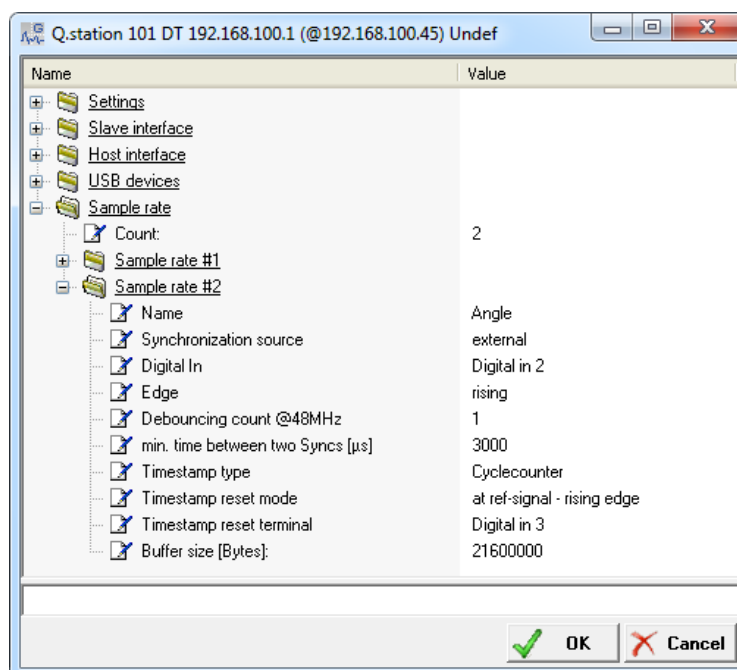 Q.station 101 DT 192.168.100.1 (@192.168.100.45) Undef
Name Value
Settings
Slave interface
Host interface
USB devices
Sample rate
Count: 2
Sample rate #1
Sample rate #2
Name Angle
Synchronization source external
Digital In Digital in 2
Edge rising
Debouncing count @48MHz 1
min. time between two Syncs [µs] 3000
Timestamp type Cyclecounter
Timestamp reset mode at ref-signal - rising edge
Timestamp reset terminal Digital in 3
Buffer size [Bytes]: 21600000
OK Cancel